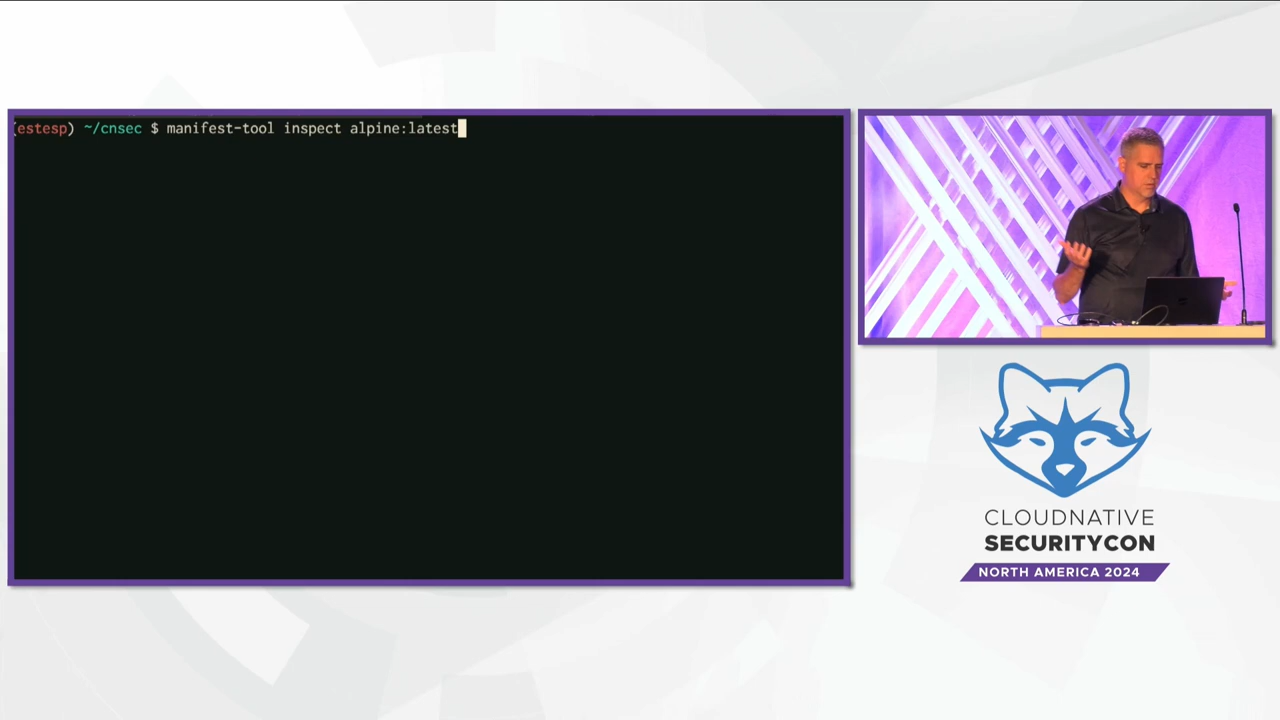 (estesp) ~/cnsec $ manifest-tool inspect alpine:latest
CLOUDNATIVE
SECURITYCON
NORTH AMERICA 2024